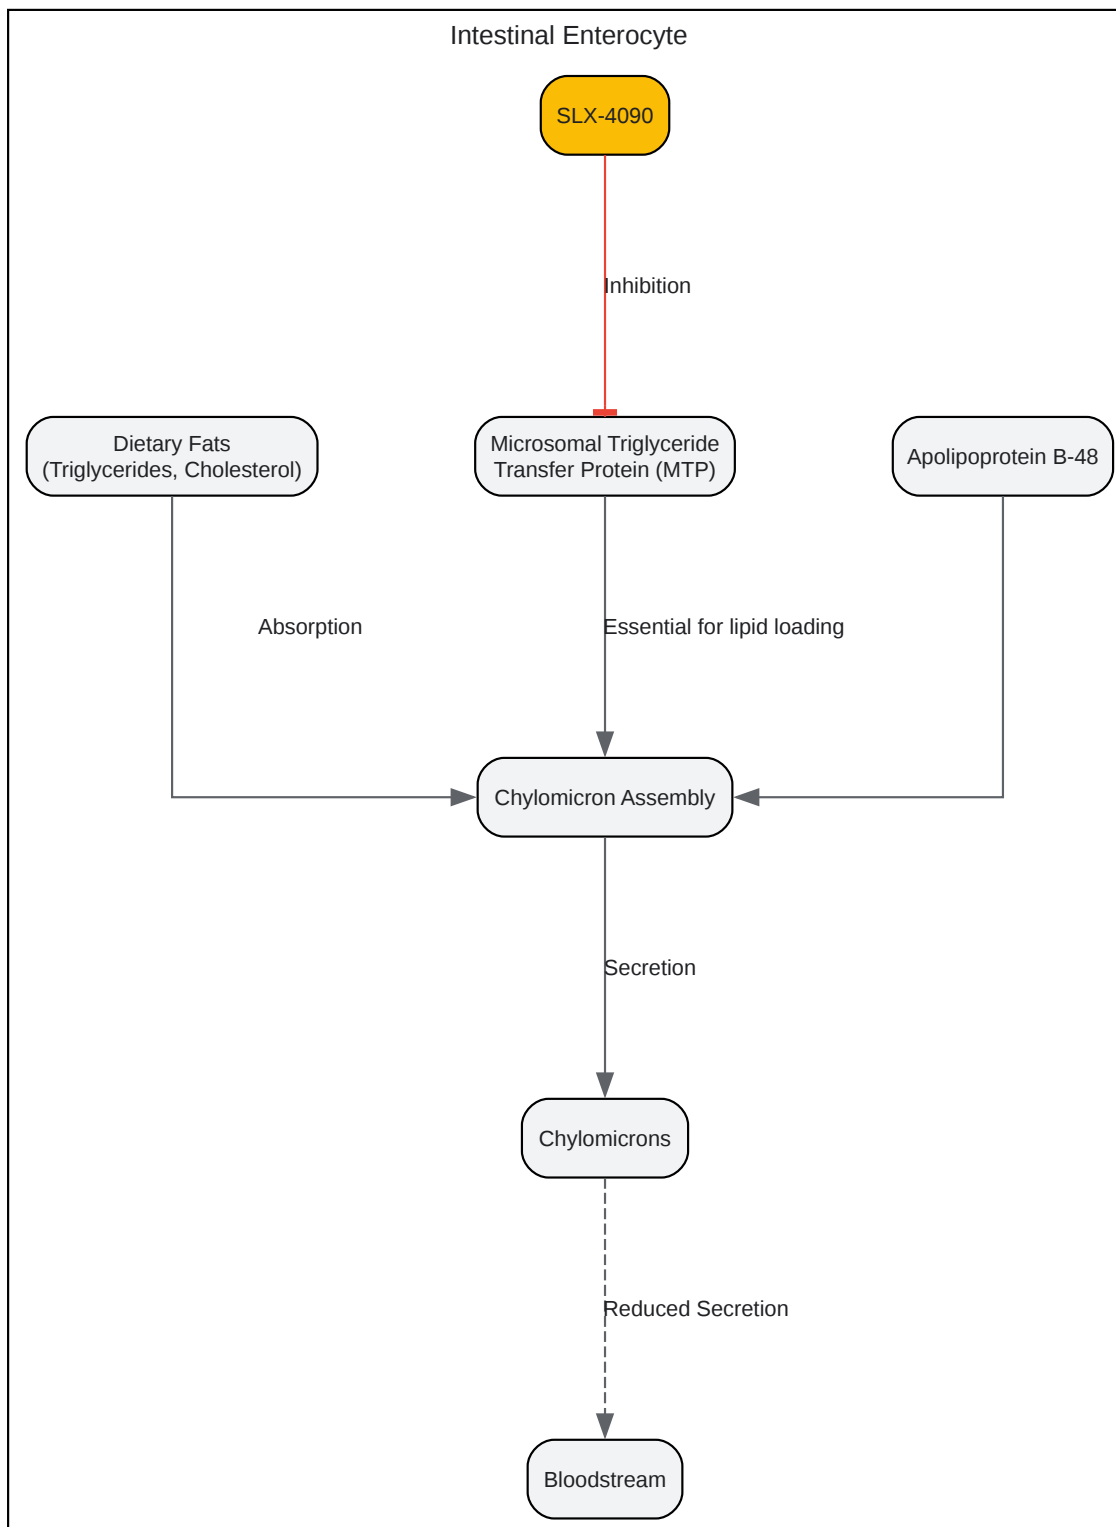 Intestinal Enterocyte
SLX-4090
Inhibition
Dietary Fats
(Triglycerides, Cholesterol)
Microsomal Triglyceride
Transfer Protein (MTP)
Apolipoprotein B-48
Absorption
Essential for lipid loading
Chylomicron Assembly
Secretion
Chylomicrons
Reduced Secretion
Bloodstream